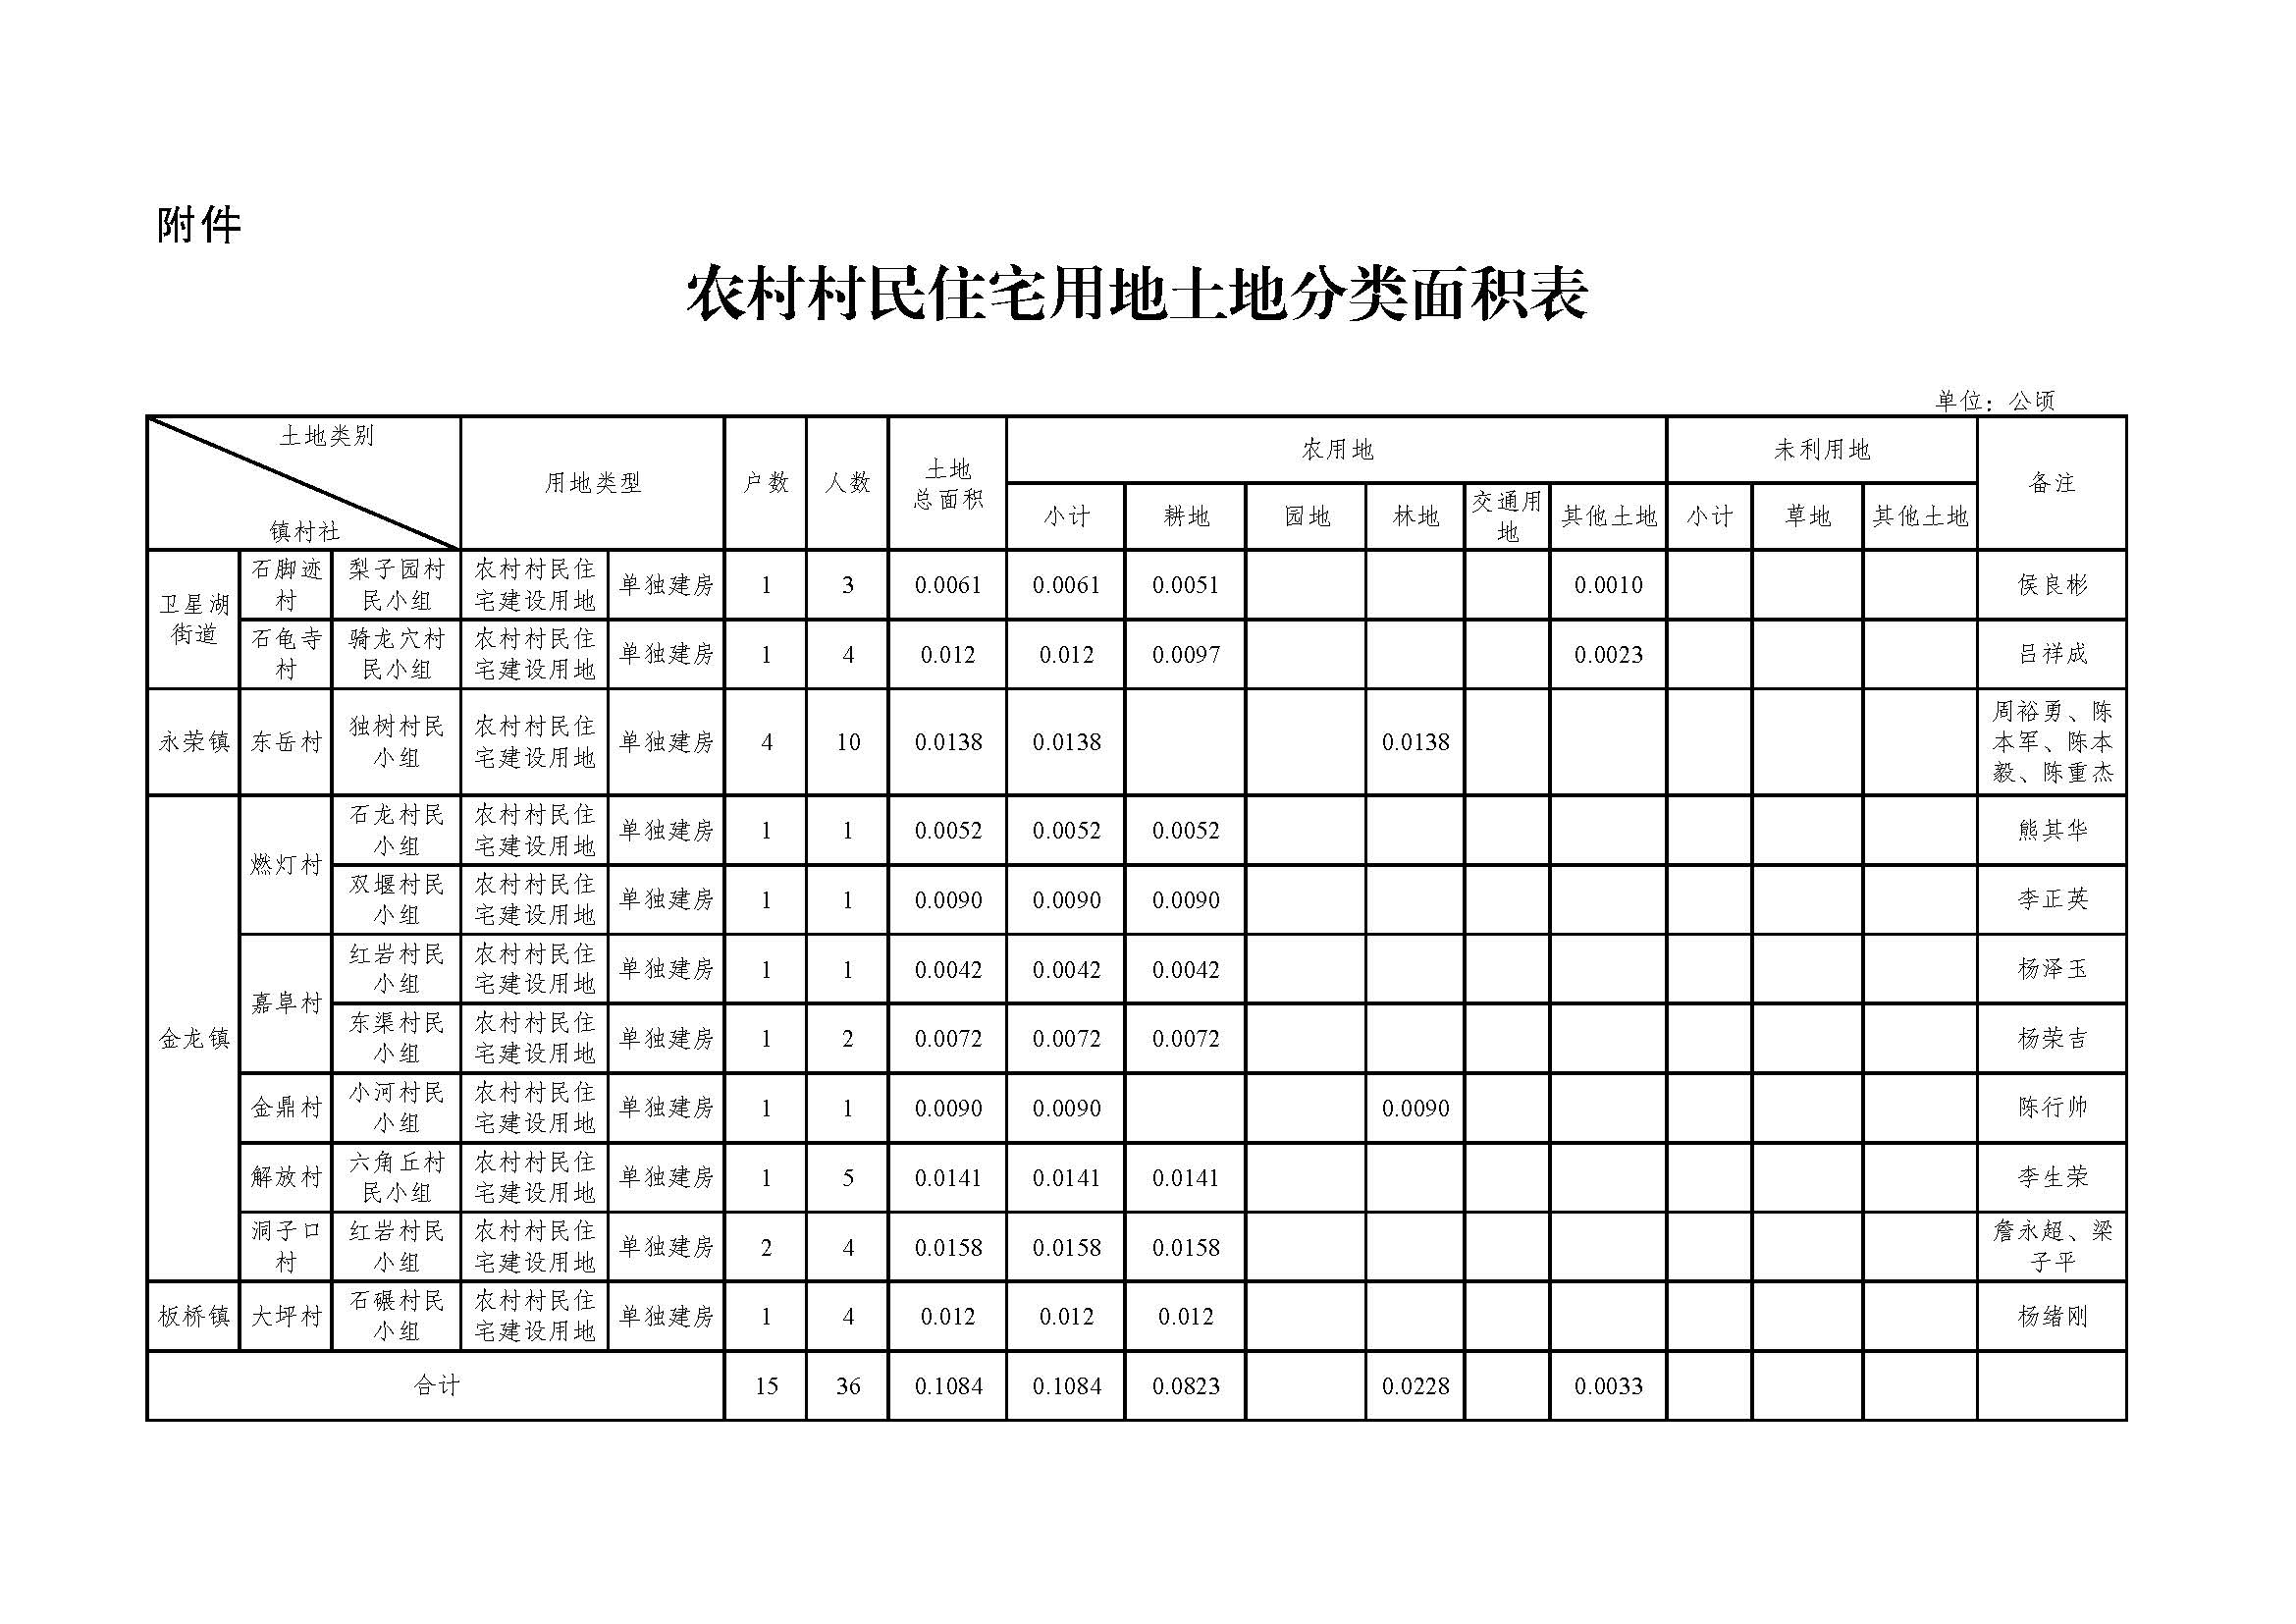 附件
农村村民住宅用地土地分类面积表
单位：公顷
土地类别
镇村社
用地类型
户数
人数
土地
总面积
农用地
未利用地
备注
小计
耕地
园地
林地
交通用
地
其他土地
小计
草地
其他土地
卫星湖
街道
石脚迹
村
梨子园村
民小组
农村村民住
宅建设用地
单独建房
1
3
0.0061
0.0061
0.0051
0.0010
侯良彬
石龟寺
村
骑龙穴村
民小组
农村村民住
宅建设用地
单独建房
1
4
0.012
0.012
0.0097
0.0023
吕祥成
永荣镇
东岳村
独树村民
小组
农村村民住
宅建设用地
单独建房
4
10
0.0138
0.0138
0.0138
周裕勇、陈
本军、陈本
毅、陈重杰
金龙镇
燃灯村
石龙村民
小组
农村村民住
宅建设用地
单独建房
1
1
0.0052
0.0052
0.0052
熊其华
双堰村民
小组
农村村民住
宅建设用地
单独建房
1
1
0.0090
0.0090
0.0090
李正英
嘉阜村
红岩村民
小组
农村村民住
宅建设用地
单独建房
1
1
0.0042
0.0042
0.0042
杨泽玉
东渠村民
小组
农村村民住
宅建设用地
单独建房
1
2
0.0072
0.0072
0.0072
杨荣吉
金鼎村
小河村民
小组
农村村民住
宅建设用地
单独建房
1
1
0.0090
0.0090
0.0090
陈行帅
解放村
六角丘村
民小组
农村村民住
宅建设用地
单独建房
1
5
0.0141
0.0141
0.0141
李生荣
洞子口
村
红岩村民
小组
农村村民住
宅建设用地
单独建房
2
4
0.0158
0.0158
0.0158
詹永超、梁
子平
板桥镇
大坪村
石碾村民
小组
农村村民住
宅建设用地
单独建房
1
4
0.012
0.012
0.012
杨绪刚
合计
15
36
0.1084
0.1084
0.0823
0.0228
0.0033